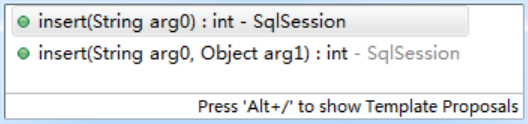 insert(String arg0) : int - SqlSession
insert(String arg0, Object arg1) : int - SqlSession
Press 'Alt+/' to show Template Proposals